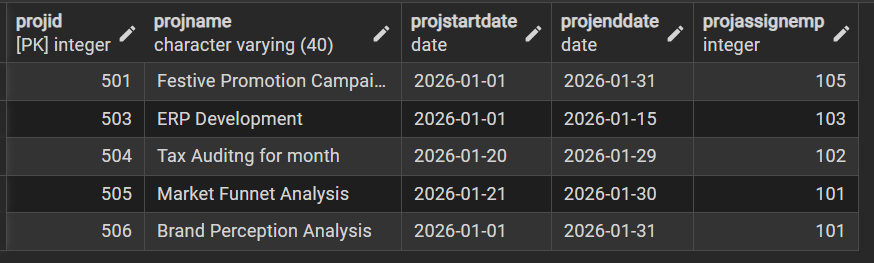 projid projname projstartdate projenddate projassignemp
[PK] integer character varying (40) date date integer
501 Festive Promotion Campai... 2026-01-01 2026-01-31 105
503 ERP Development 2026-01-01 2026-01-15 103
504 Tax Auditng for month 2026-01-20 2026-01-29 102
505 Market Funnet Analysis 2026-01-21 2026-01-30 101
506 Brand Perception Analysis 2026-01-01 2026-01-31 101